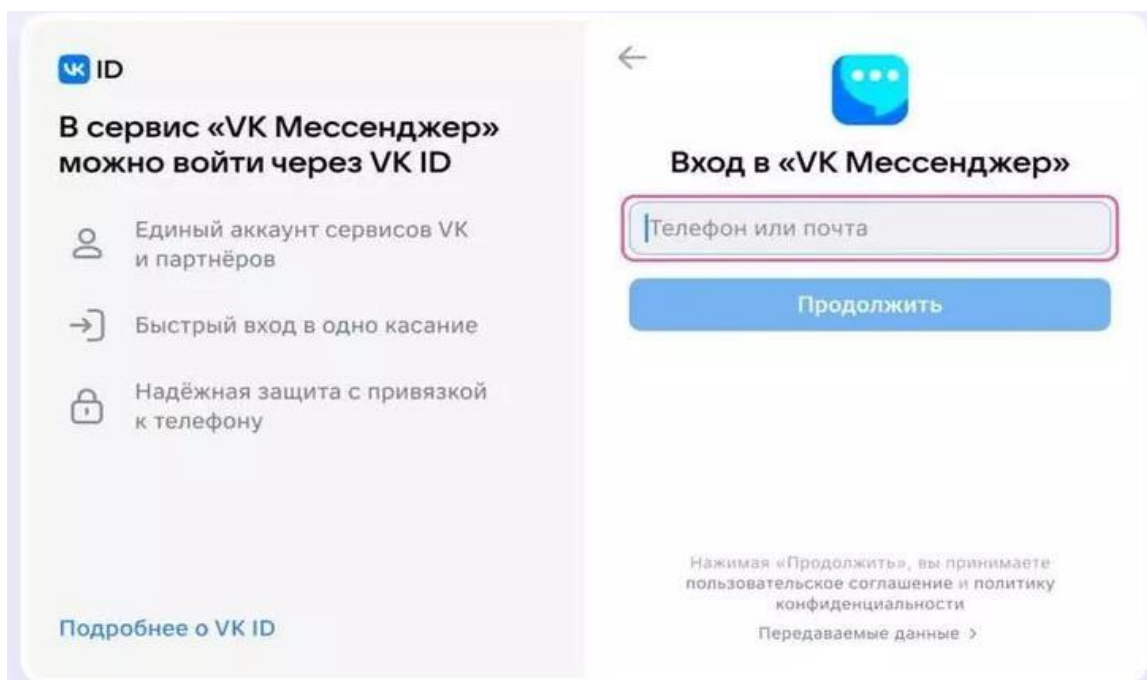 VK ID
В сервис «VK Мессенджер»
можно войти через VK ID
Единый аккаунт сервисов VK
и партнёров
Быстрый вход в одно касание
Надёжная защита с привязкой
к телефону
Подробнее о VK ID
Вход в «VK Мессенджер»
Телефон или почта
Продолжить
Нажимая «Продолжить», вы принимаете
пользовательское соглашение и политику
конфиденциальности
Передаваемые данные >